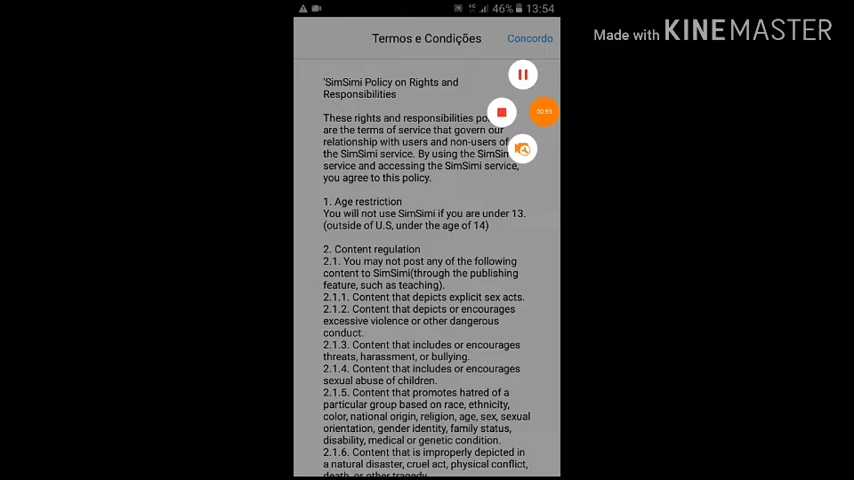 46% 13:54
Made with KINEMASTER
Termos e Condições
Concordo
'SimSimi Policy on Rights and
Responsibilities
00:55
These rights and responsibilities
are the terms of service that govern our
relationship with users and non-users of
the SimSimi service. By using the
service and accessing the SimSimi service,
you agree to this policy.
1. Age restriction
You will not use SimSimi if you are under 13.
(outside of U.S, under the age of 14)
2. Content regulation
2.1. You may not post any of the following
content to SimSimi(through the publishing
feature, such as teaching).
2.1.1. Content that depicts explicit sex acts.
2.1.2. Content that depicts or encourages
excessive violence or other dangerous
conduct.
2.1.3. Content that includes or encourages
threats, harassment, or bullying.
2.1.4. Content that includes or encourages
sexual abuse of children.
2.1.5. Content that promotes hatred of a
particular group based on race, ethnicity,
color, national origin, religion, age, sex, sexual
orientation, gender identity, family status,
disability, medical or genetic condition.
2.1.6. Content that is improperly depicted in
a natural disaster, cruel act, physical conflict,
death, or other tragedy